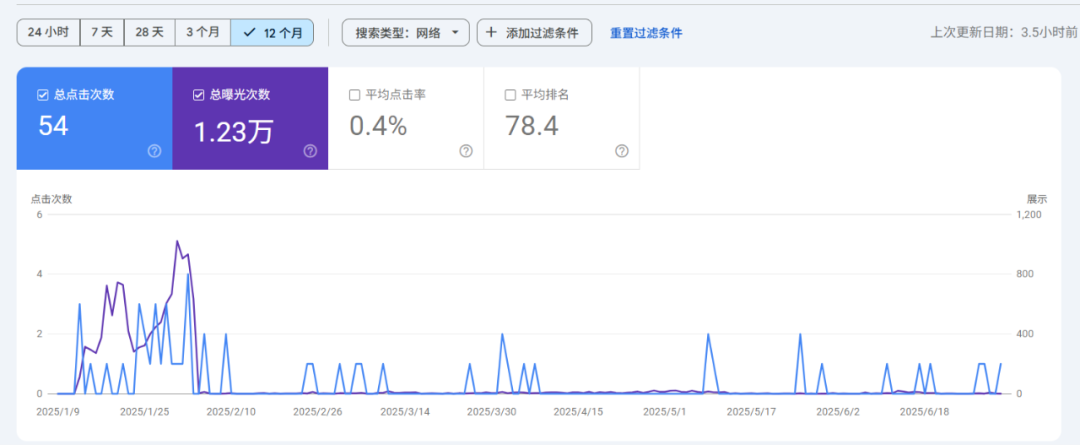 24 小时 7 天 28 天 3 个月 12 个月 搜索类型：网络 添加过滤条件 重置过滤条件 上次更新日期：3.5小时前
总点击次数 总曝光次数 平均点击率 平均排名
54 1.23万 0.4% 78.4
点击次数 展示
6 1,200
4 800
2 400
0 0
2025/1/9 2025/1/25 2025/2/10 2025/2/26 2025/3/14 2025/3/30 2025/4/15 2025/5/1 2025/5/17 2025/6/2 2025/6/18